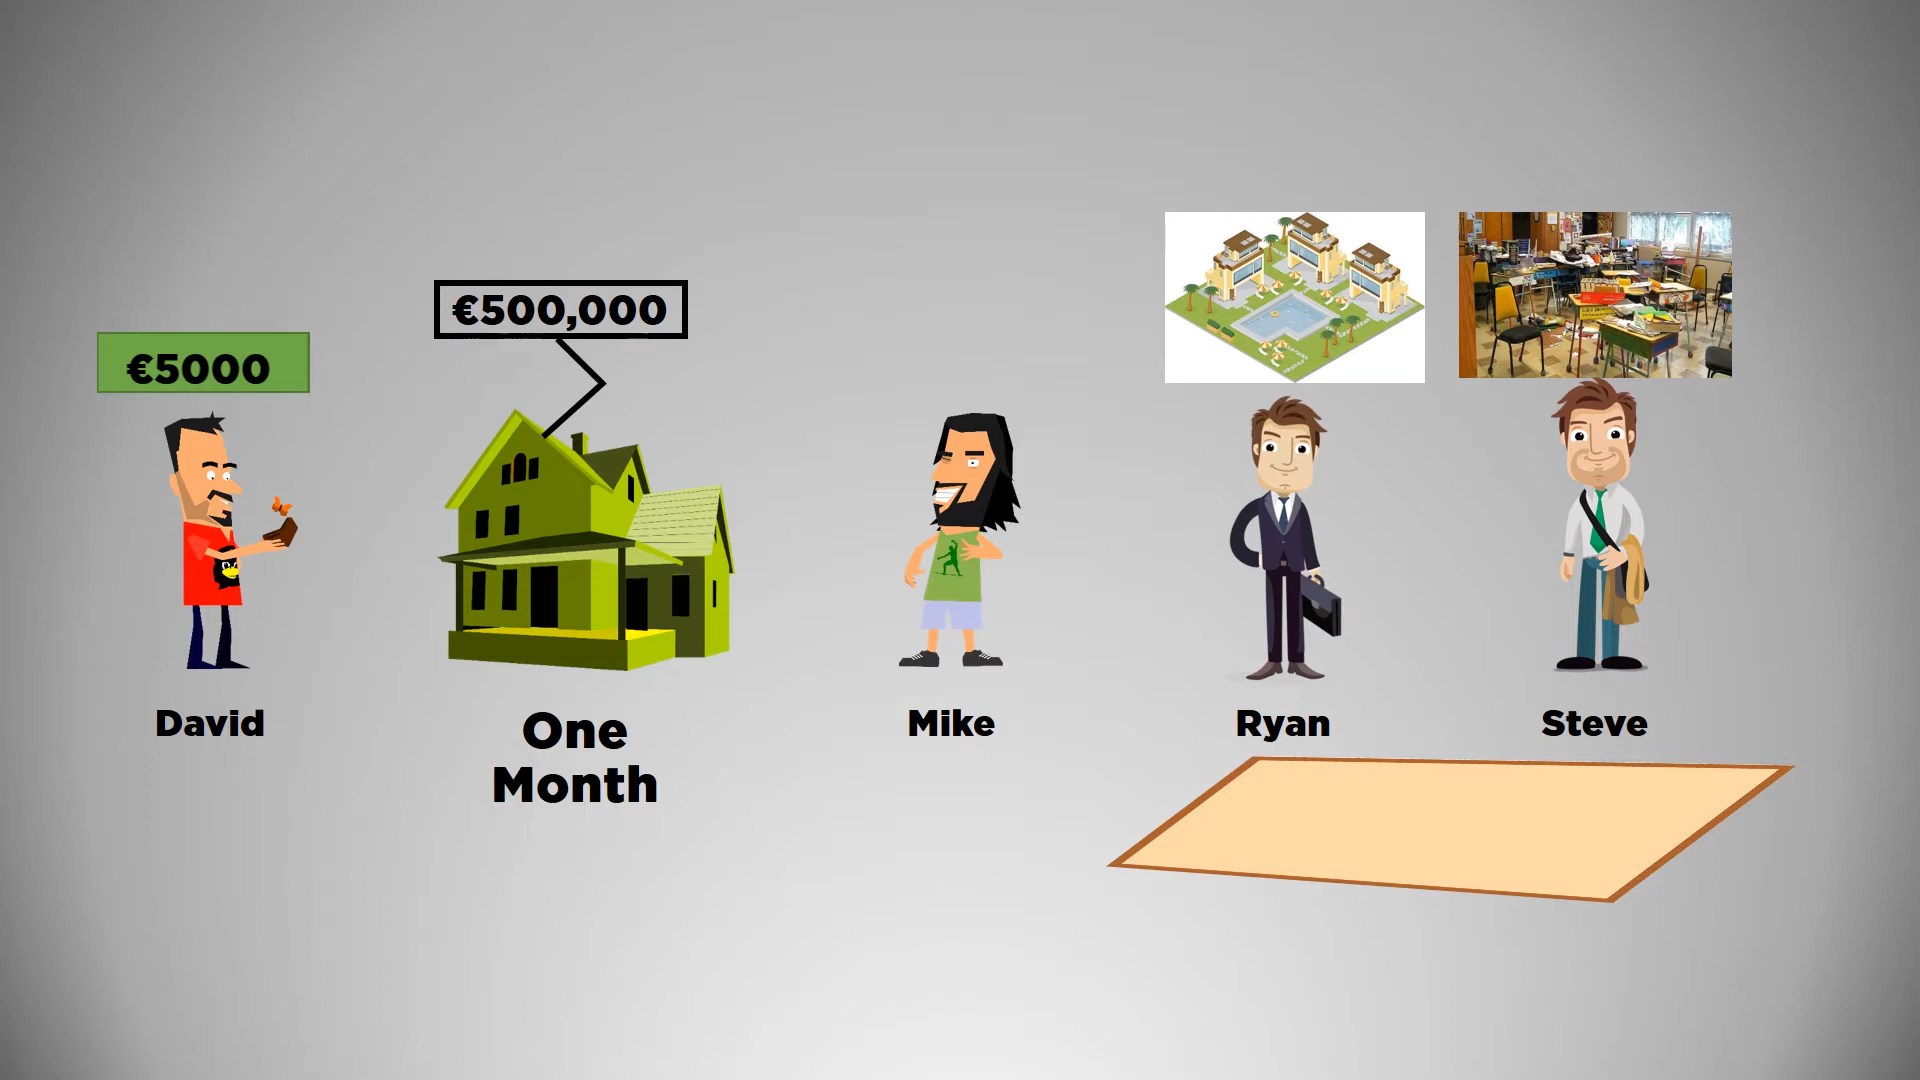 €500,000
€5000
David
One
Month
Mike
Ryan
Steve